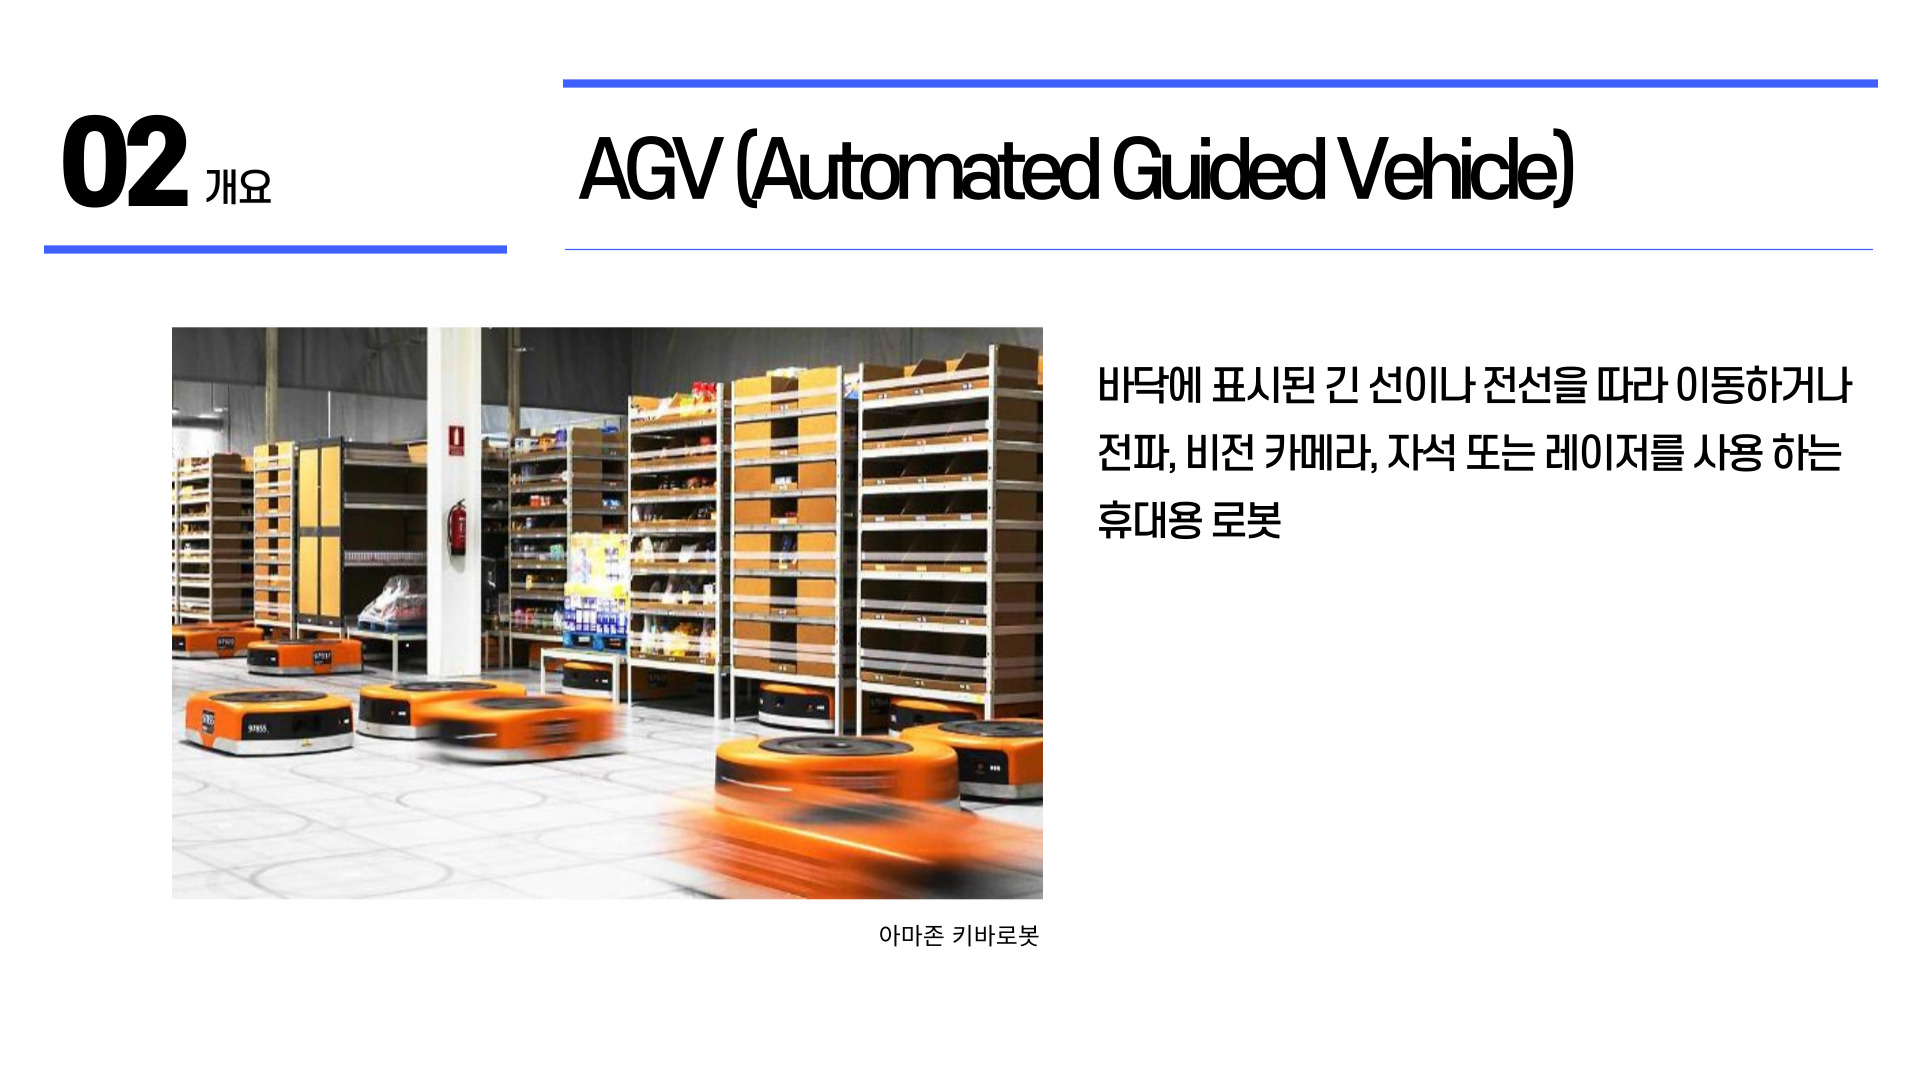 02 개요
AGV (Automated Guided Vehicle)
바닥에 표시된 긴 선이나 전선을 따라 이동하거나
전파, 비전 카메라, 자석 또는 레이저를 사용 하는
휴대용 로봇
97855
아마존 키바로봇